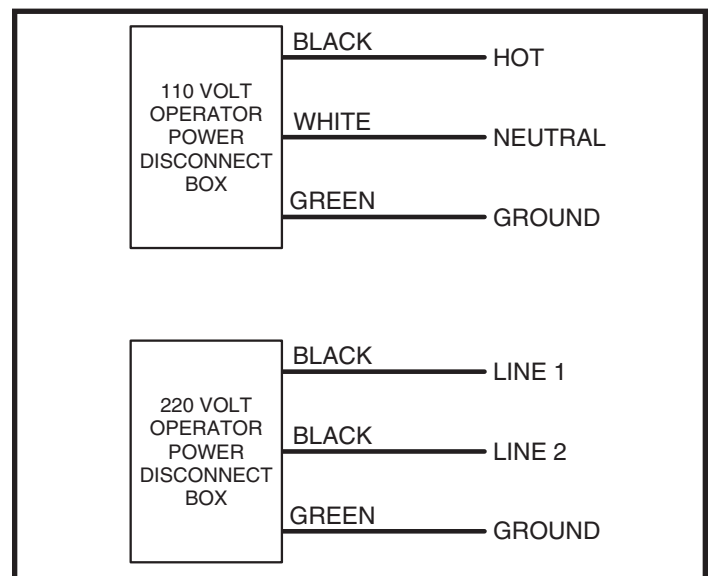 110 VOLT
OPERATOR
POWER
DISCONNECT
BOX
BLACK
HOT
WHITE
NEUTRAL
GREEN
GROUND
220 VOLT
OPERATOR
POWER
DISCONNECT
BOX
BLACK
LINE 1
BLACK
LINE 2
GREEN
GROUND